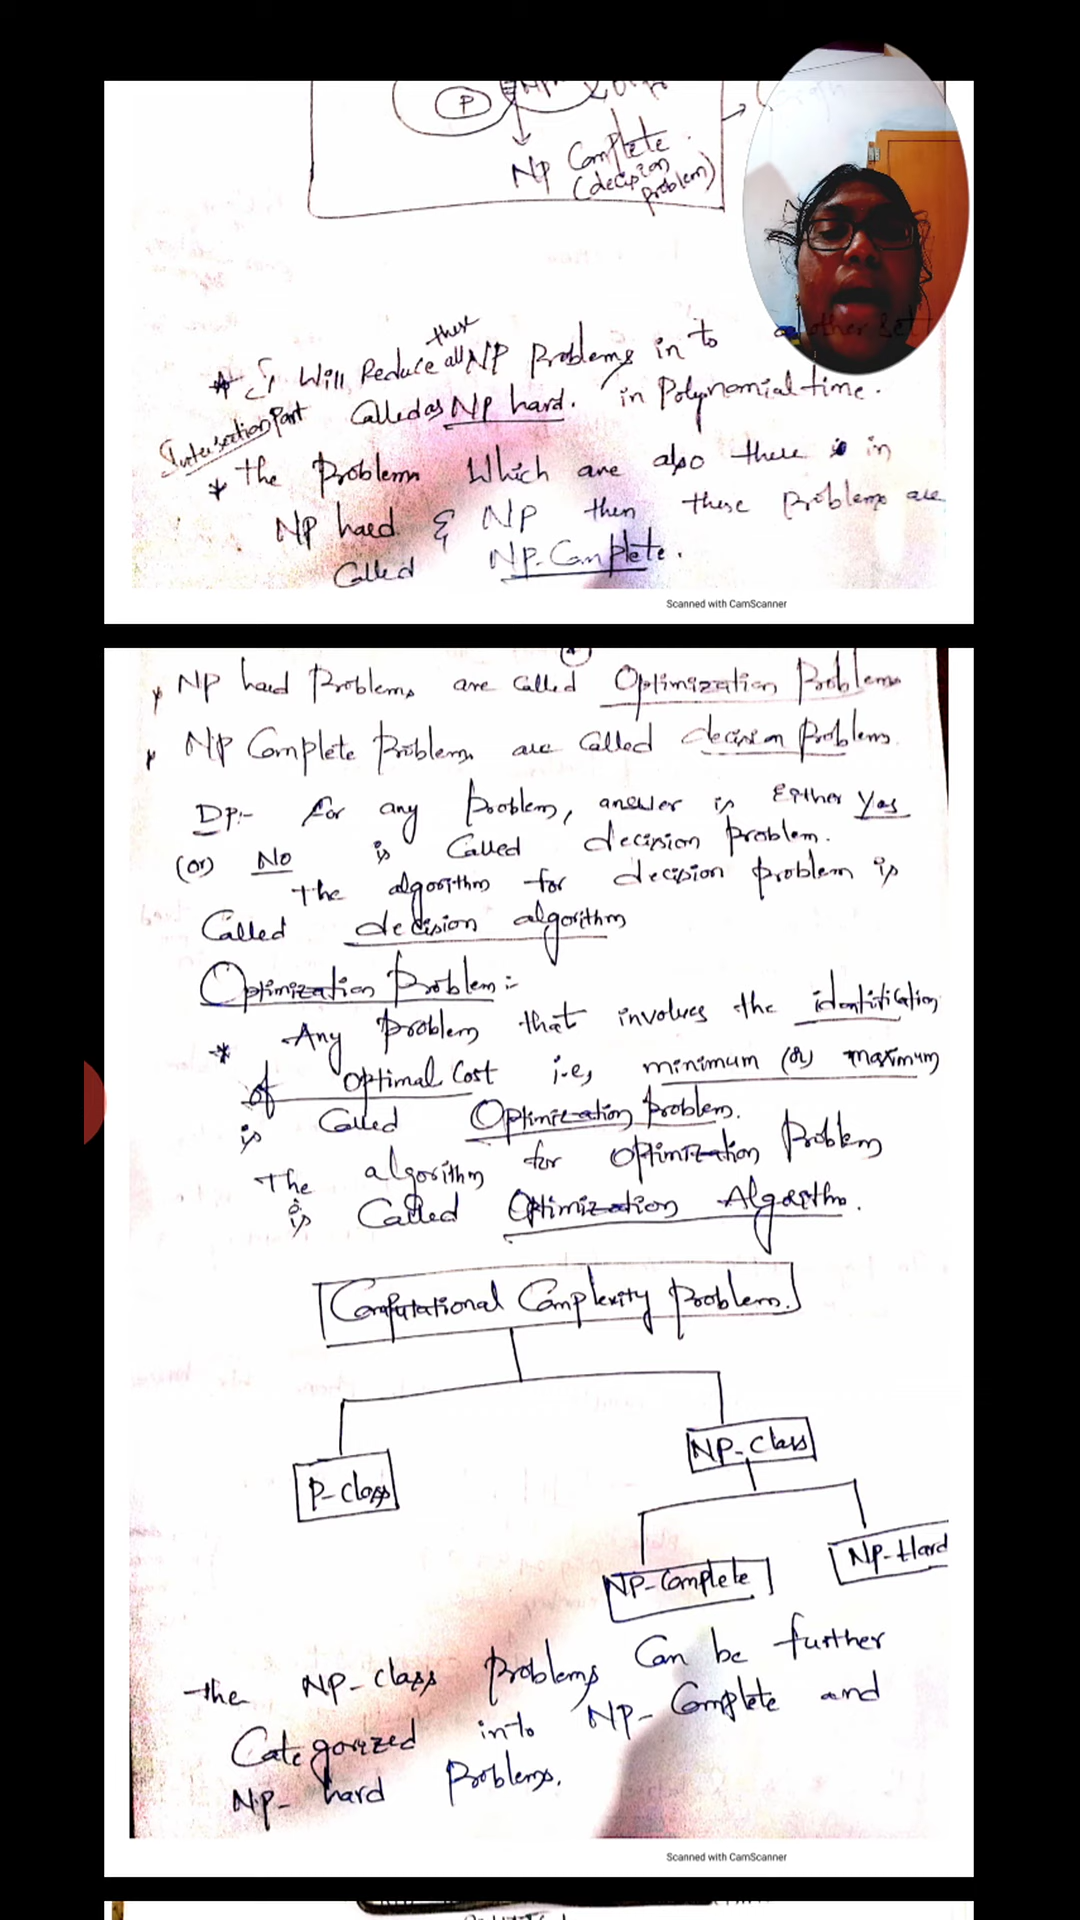 P
NP Complete
(decision
problem)
these
* I Will Reduce all NP Problems in to another set
Intersection Part Called as NP hard. in Polynomial time.
* the Problem Which are also there in
NP hard & NP then these problems are
Called NP-Complete.
Scanned with CamScanner
* NP hard Problems are Called Optimization Problems
* NP Complete Problems are Called decision Problems.
DP:- For any Problem, answer is Either Yes
(or) No is Called decision problem.
the algorithm for decision problem is
Called decision algorithm
Optimization Problem:-
* Any Problem that involves the identification
of optimal Cost i.e, minimum (or) maximum
is Called Optimization problem.
The algorithm for optimization Problem
is Called Optimization Algorithm.
Computational Complexity Problems.
NP-Class
P-class
NP-Hard
NP-Complete
the NP-class Problems Can be further
Categorized into NP-Complete and
NP-hard Problems.
Scanned with CamScanner